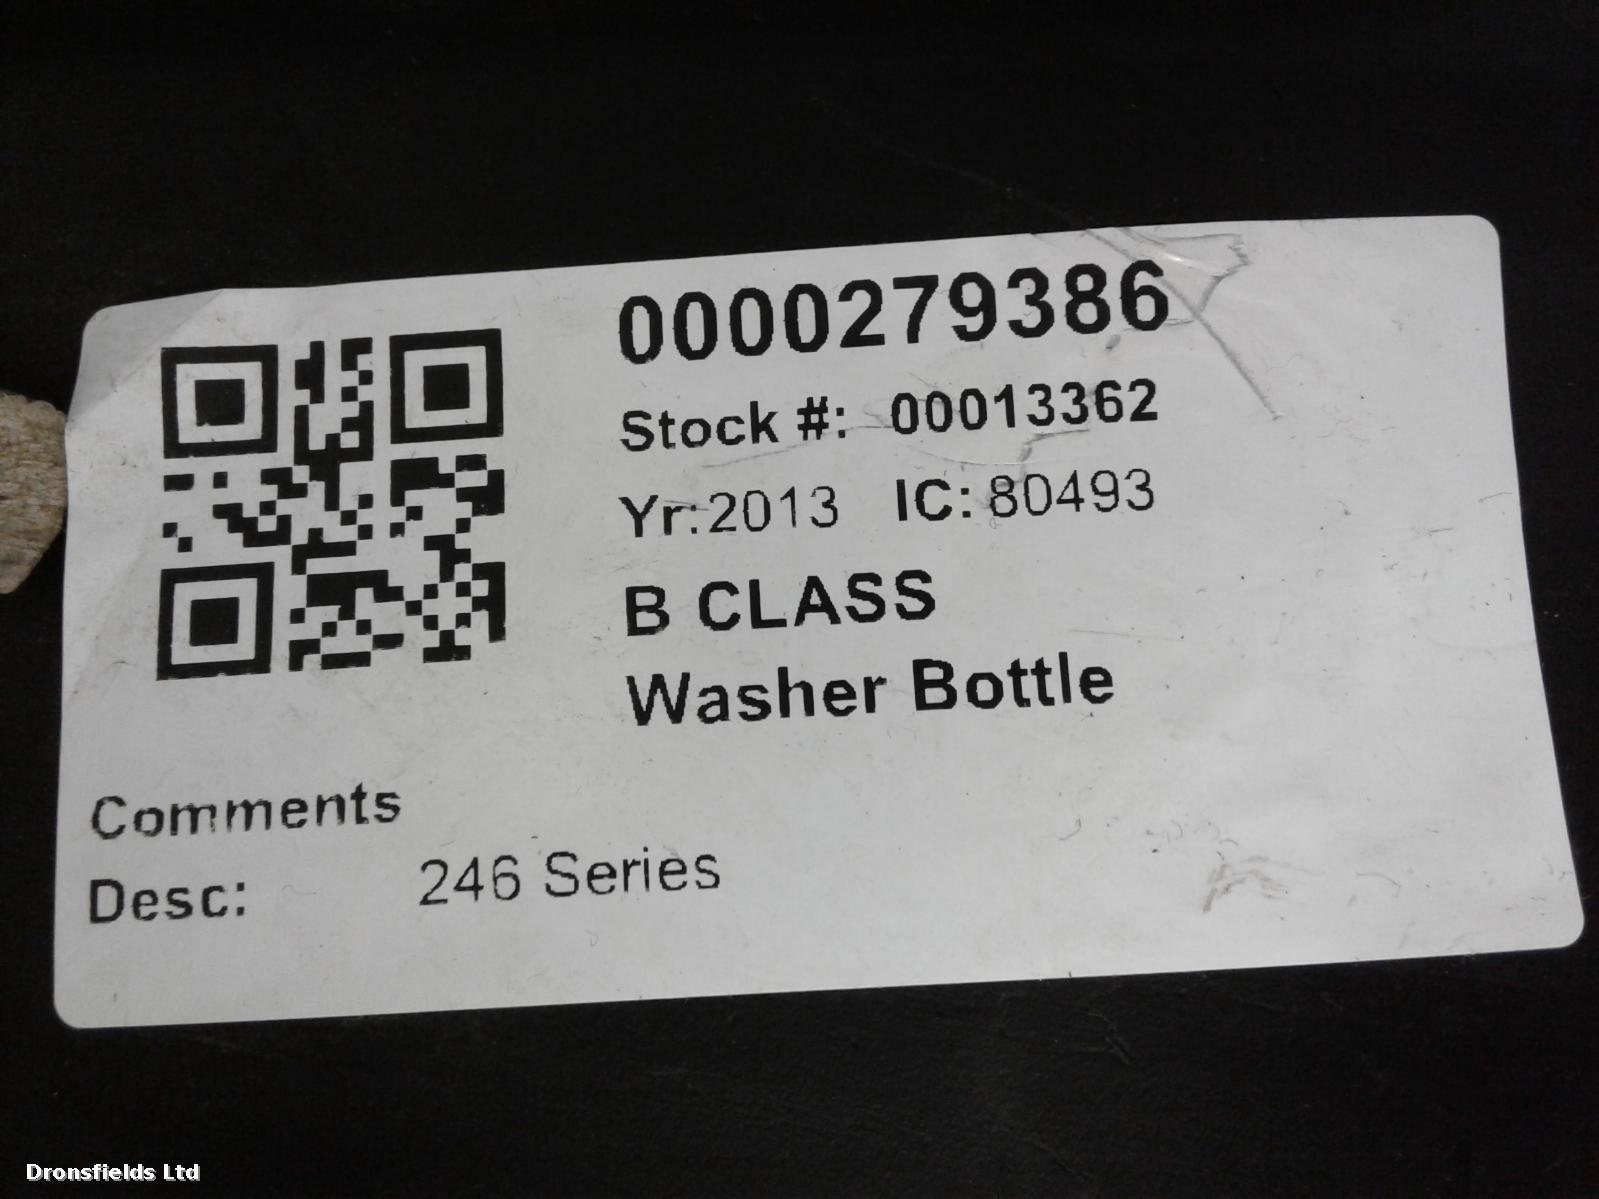 0000279386
Stock #: 00013362
Yr: 2013 IC: 80493
B CLASS
Washer Bottle
Comments
Desc: 246 Series
Dronsfields Ltd